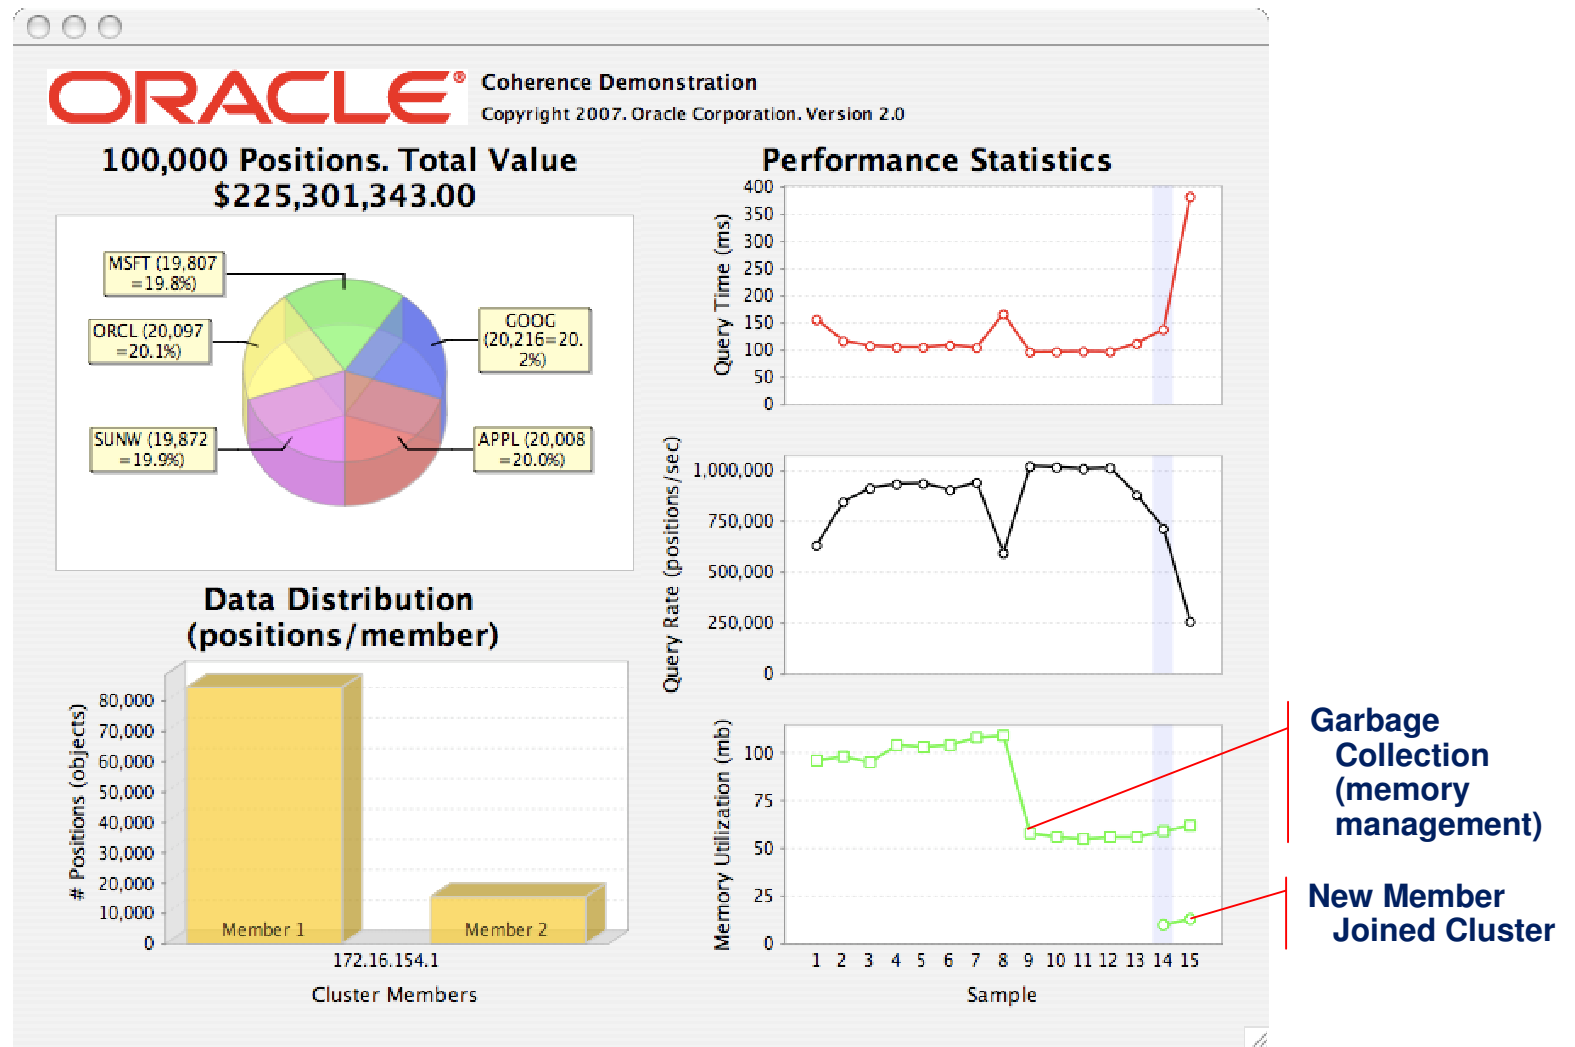 ORACLE®
Coherence Demonstration
Copyright 2007. Oracle Corporation. Version 2.0
100,000 Positions. Total Value
$225,301,343.00
MSFT (19,807
=19.8%)
ORCL (20,097
=20.1%)
GOOG
(20,216=20.
2%)
SUNW (19,872
=19.9%)
APPL (20,008
=20.0%)
Data Distribution
(positions/member)
# Positions (objects)
80,000
70,000
60,000
50,000
40,000
30,000
20,000
10,000
0
Member 1
Member 2
172.16.154.1
Cluster Members
Performance Statistics
Query Time (ms)
400
350
300
250
200
150
100
50
0
Query Rate (positions/sec)
1,000,000
750,000
500,000
250,000
0
Memory Utilization (mb)
100
75
50
25
0
1 2 3 4 5 6 7 8 9 10 11 12 13 14 15
Sample
Garbage
Collection
(memory
management)
New Member
Joined Cluster